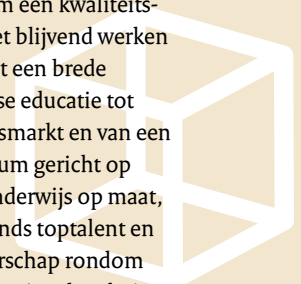 m een kwaliteits-
et blijvend werken
t een brede
se educatie tot
smarkt en van een
um gericht op
nderwijs op maat,
nds toptalent en
rschap rondom